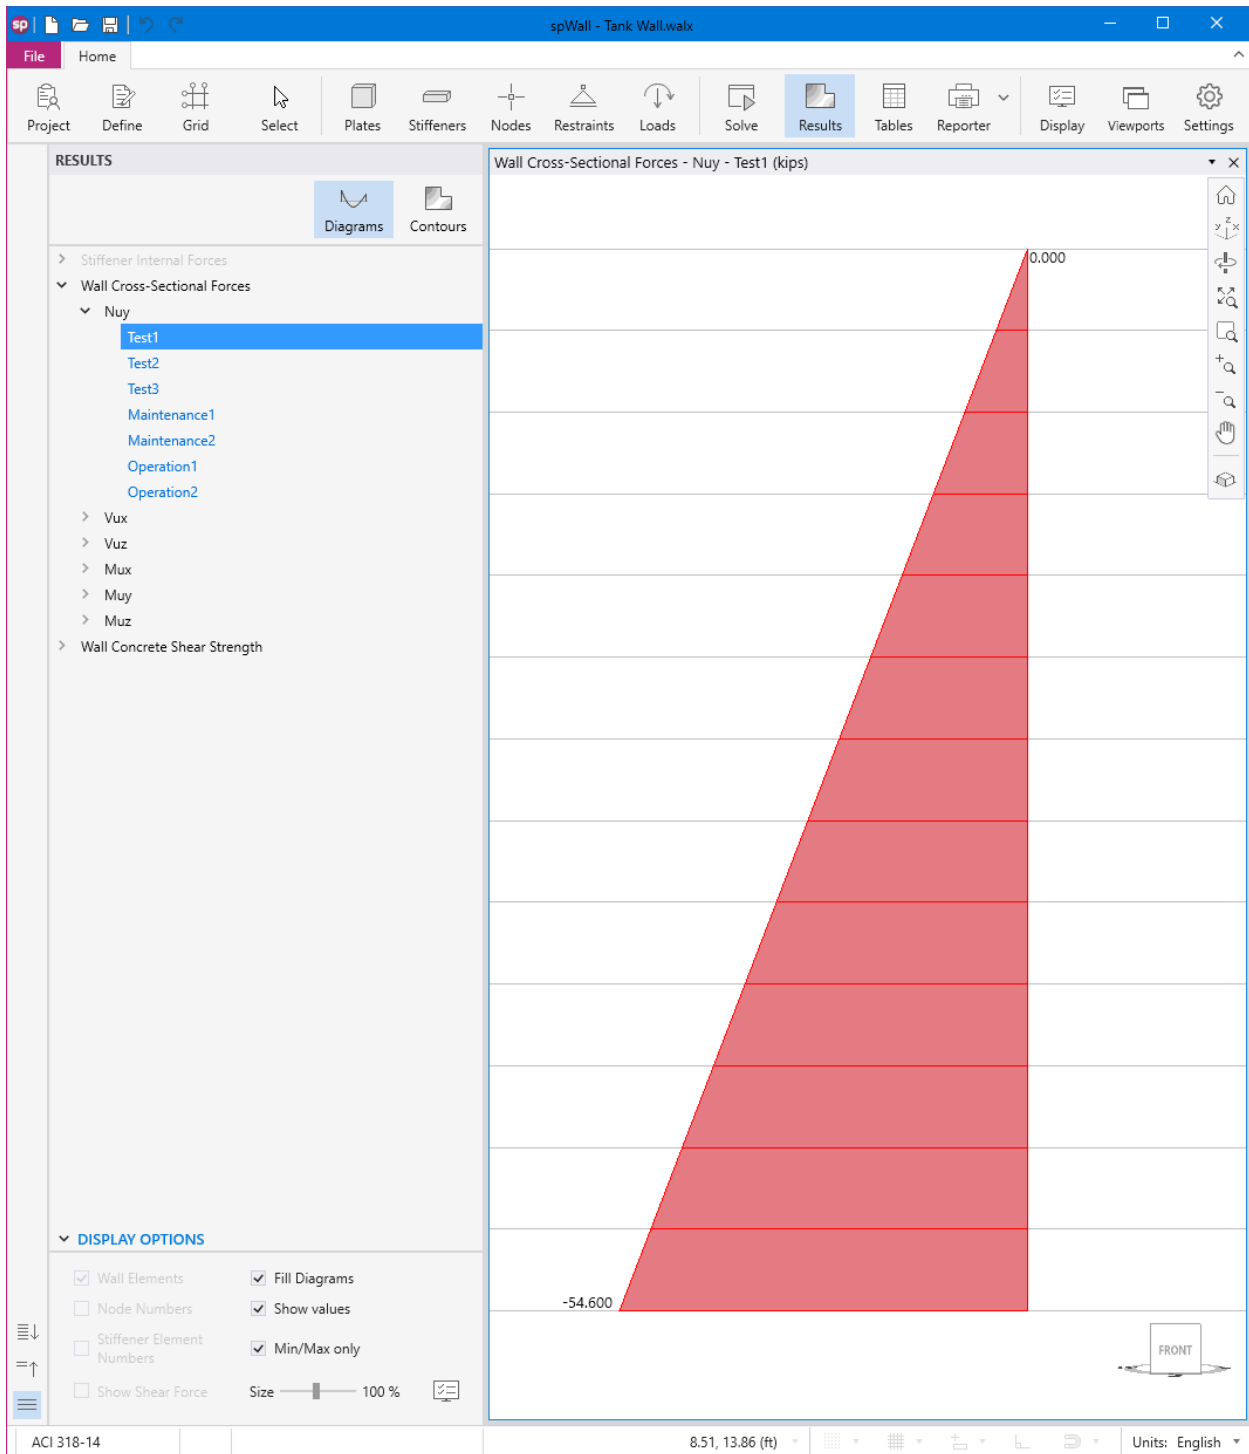 sp
spWall - Tank Wall.walx
File Home
Project Define Grid Select Plates Stiffeners Nodes Restraints Loads Solve Results Tables Reporter Display Viewports Settings
RESULTS
Diagrams Contours
Stiffener Internal Forces
Wall Cross-Sectional Forces
Nuy
Test1
Test2
Test3
Maintenance1
Maintenance2
Operation1
Operation2
Vux
Vuz
Mux
Muy
Muz
Wall Concrete Shear Strength
DISPLAY OPTIONS
Wall Elements Fill Diagrams
Node Numbers Show values
Stiffener Element
Numbers
Min/Max only
Show Shear Force Size 100 %
Wall Cross-Sectional Forces - Nuy - Test1 (kips)
z
y x
0.000
-54.600
FRONT
ACI 318-14 8.51, 13.86 (ft) Units: English